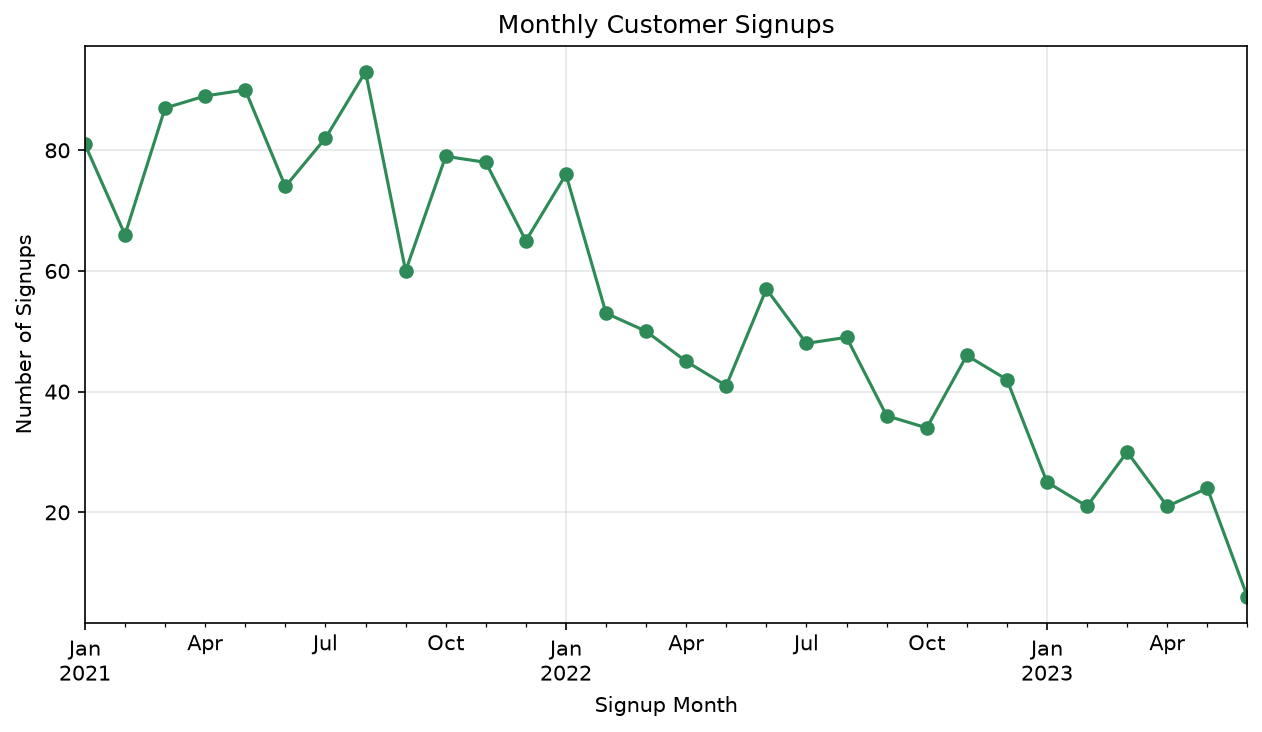 Monthly Customer Signups
Number of Signups
80
60
40
20
Jan Apr Jul Oct Jan Apr Jul Oct Jan Apr
2021 2022 2023
Signup Month